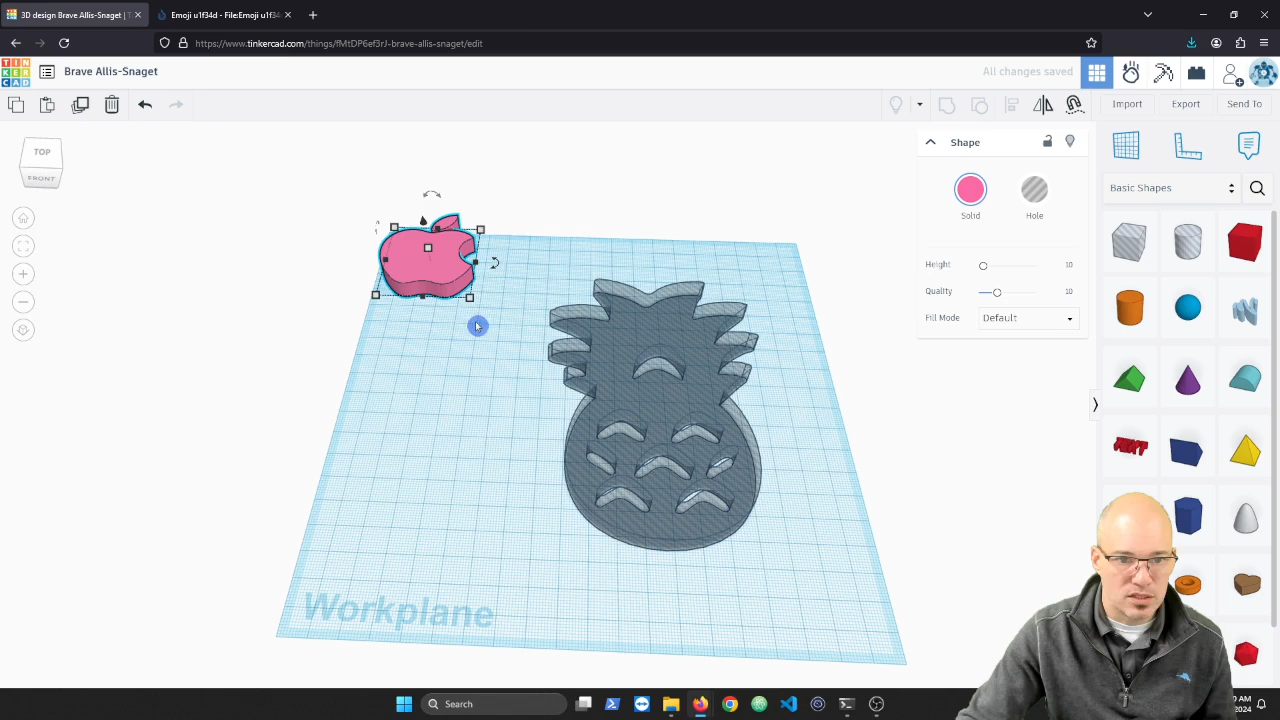 3D design Brave Allis-Snaget | T
Emoji u1f34d - File:Emoji u1f34
https://www.tinkercad.com/things/fMtDP6ef3rJ-brave-allis-snaget/edit
TIN
KER
CAD
Brave Allis-Snaget
All changes saved
Import
Export
Send To
TOP
FRONT
Shape
Solid
Hole
Height
10
Quality
10
Fill Mode
Default
Basic Shapes
Workplane
Search
AM
2024